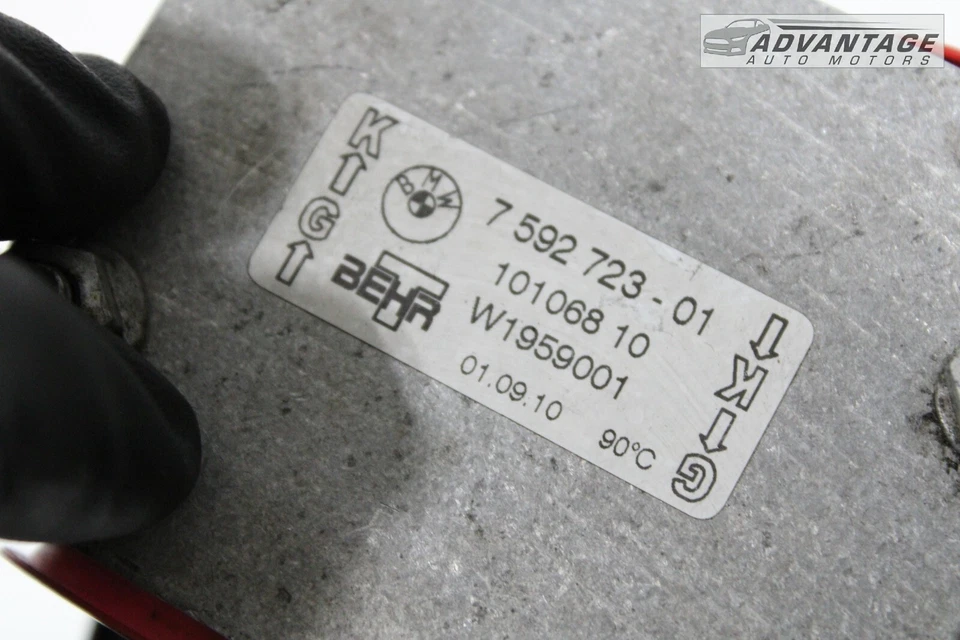 ADVANTAGE
AUTO MOTORS
K
G
BMW
BEHR
7 592 723 - 01
101068 10
W1959001
01.09.10
90°C
K
G